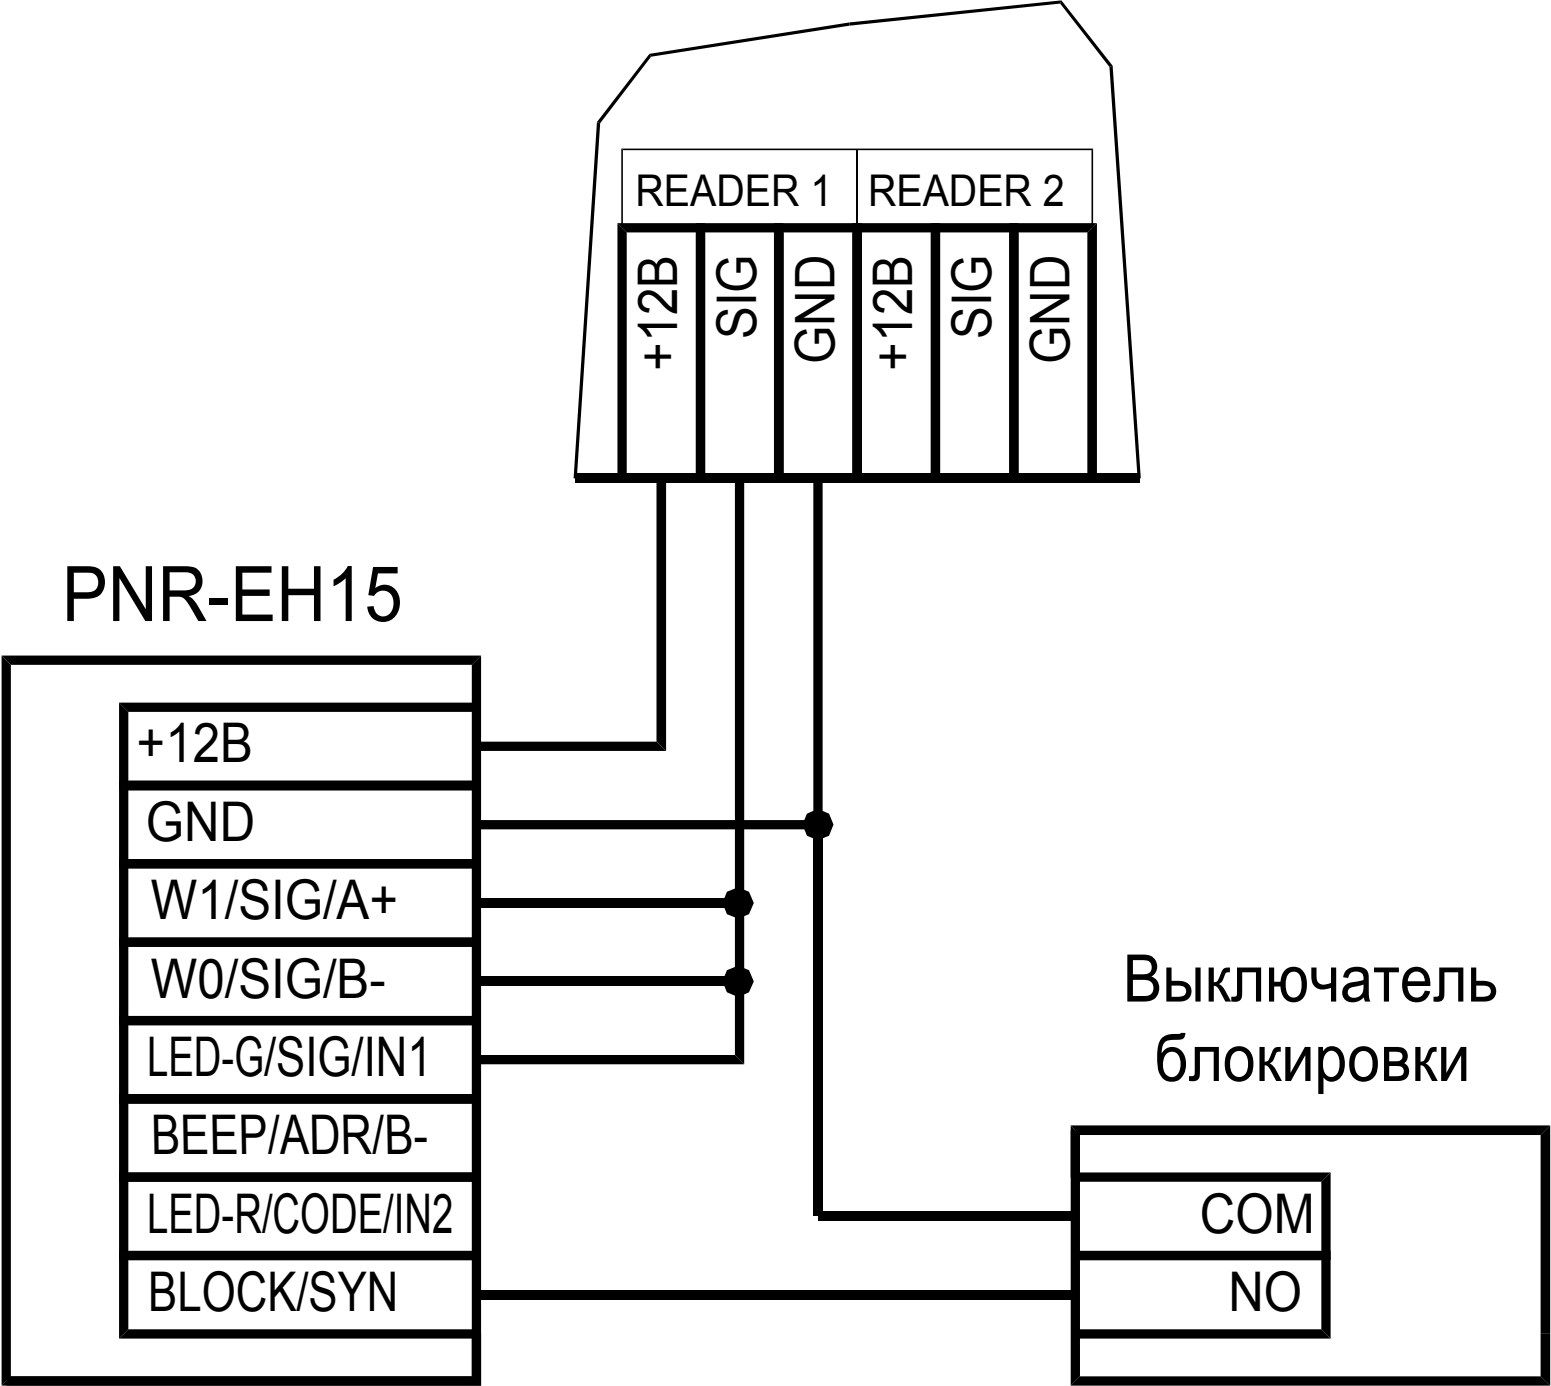 READER 1 READER 2
+12В SIG GND +12В SIG GND
PNR-EH15
+12В
GND
W1/SIG/A+
W0/SIG/B-
LED-G/SIG/IN1
BEEP/ADR/B-
LED-R/CODE/IN2
BLOCK/SYN
Выключатель
блокировки
COM
NO